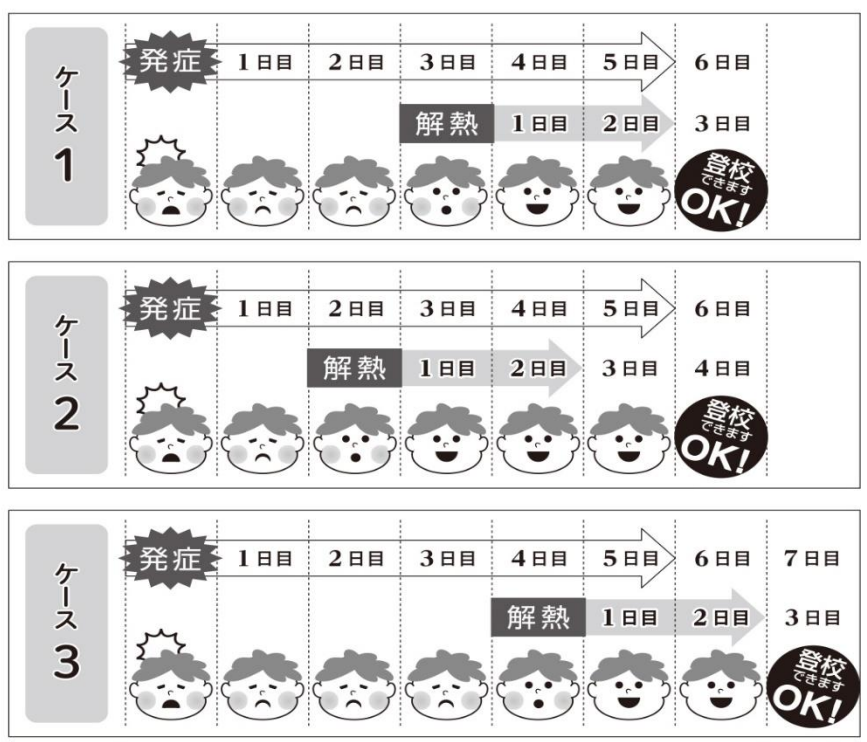 ケース1
発症 1日目 2日目 3日目 4日目 5日目 6日目
解熱 1日目 2日目 3日目
登校
できます
OK!
ケース2
発症 1日目 2日目 3日目 4日目 5日目 6日目
解熱 1日目 2日目 3日目 4日目
登校
できます
OK!
ケース3
発症 1日目 2日目 3日目 4日目 5日目 6日目 7日目
解熱 1日目 2日目 3日目
登校
できます
OK!